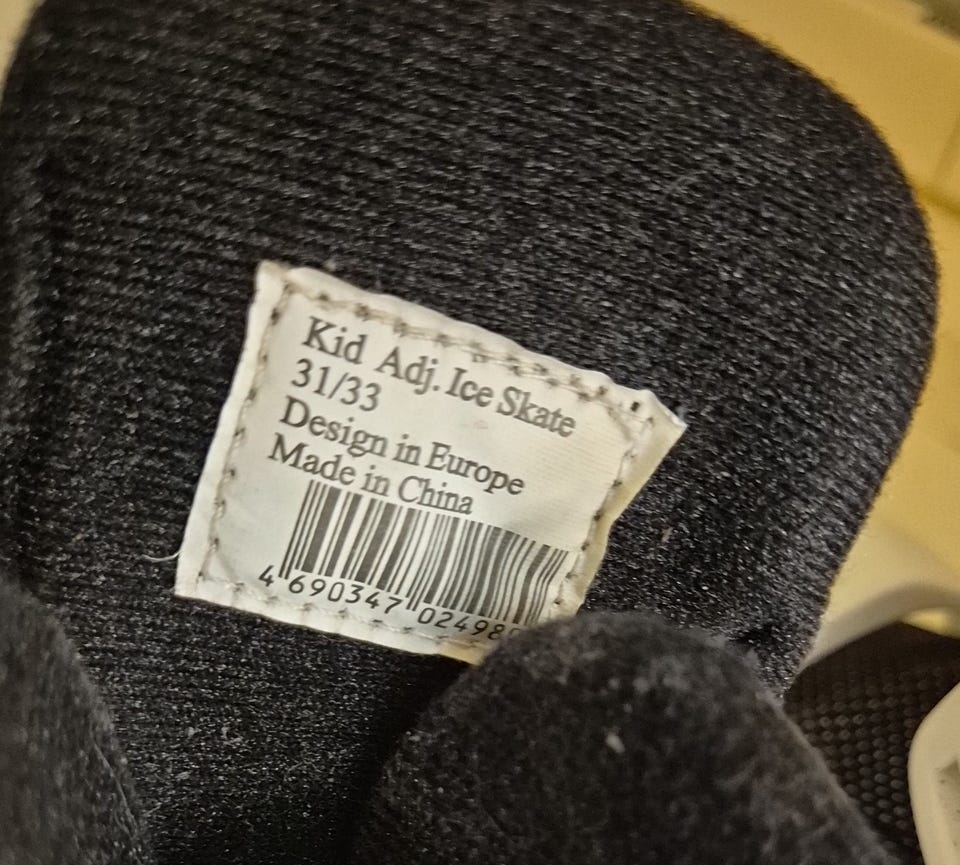 Kid Adj. Ice Skate
31/33
Design in Europe
Made in China
4 690347 02498